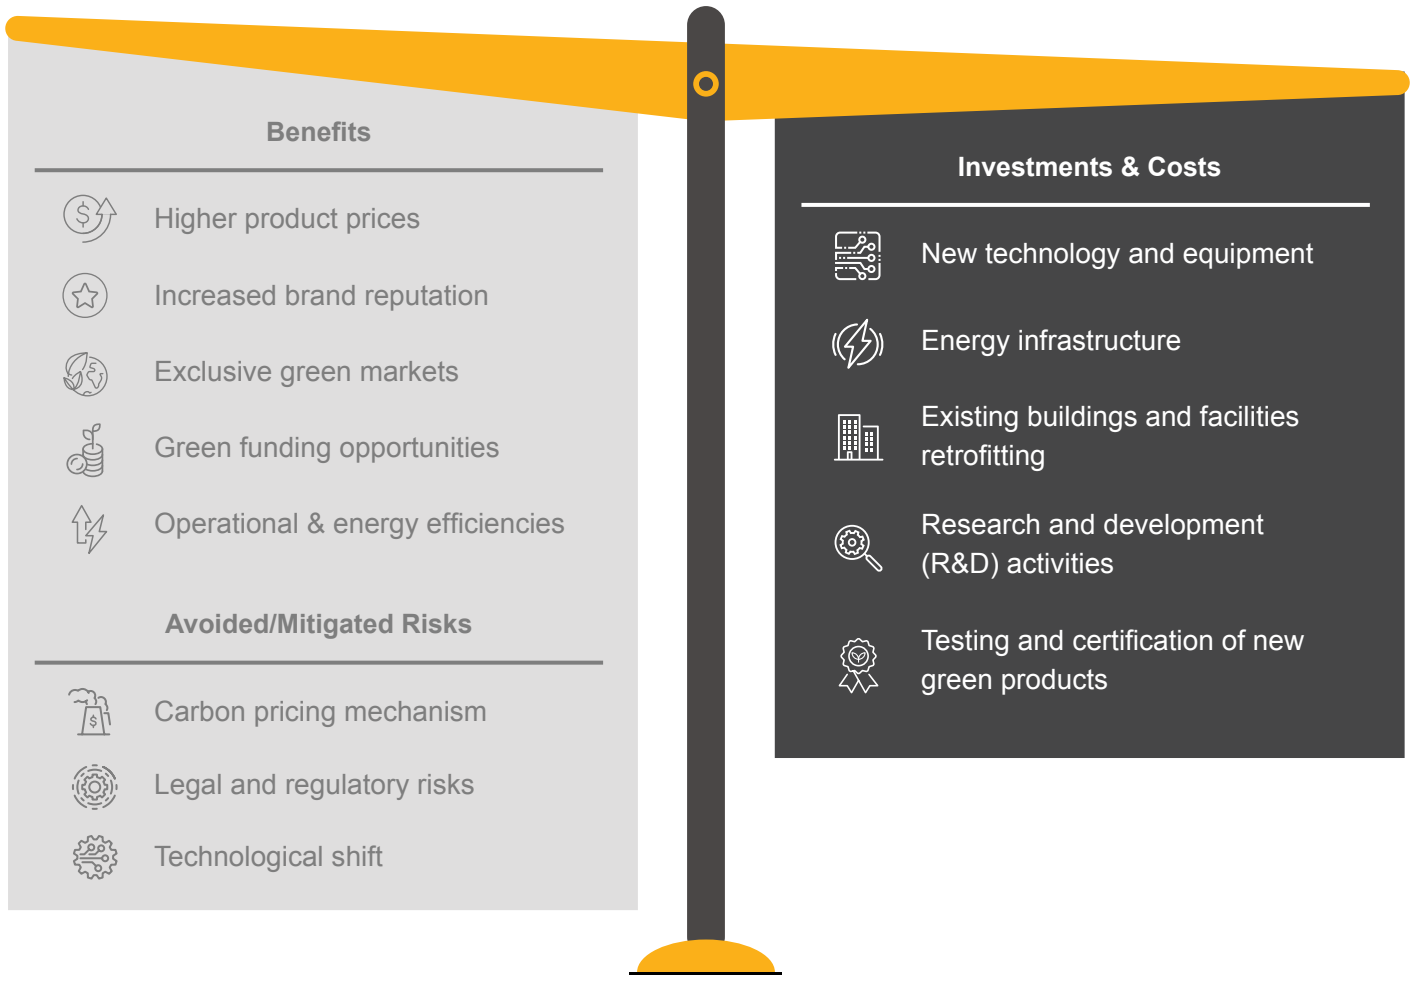 Benefits
Higher product prices
Increased brand reputation
Exclusive green markets
Green funding opportunities
Operational & energy efficiencies
Avoided/Mitigated Risks
Carbon pricing mechanism
Legal and regulatory risks
Technological shift
Investments & Costs
New technology and equipment
Energy infrastructure
Existing buildings and facilities
retrofitting
Research and development
(R&D) activities
Testing and certification of new
green products